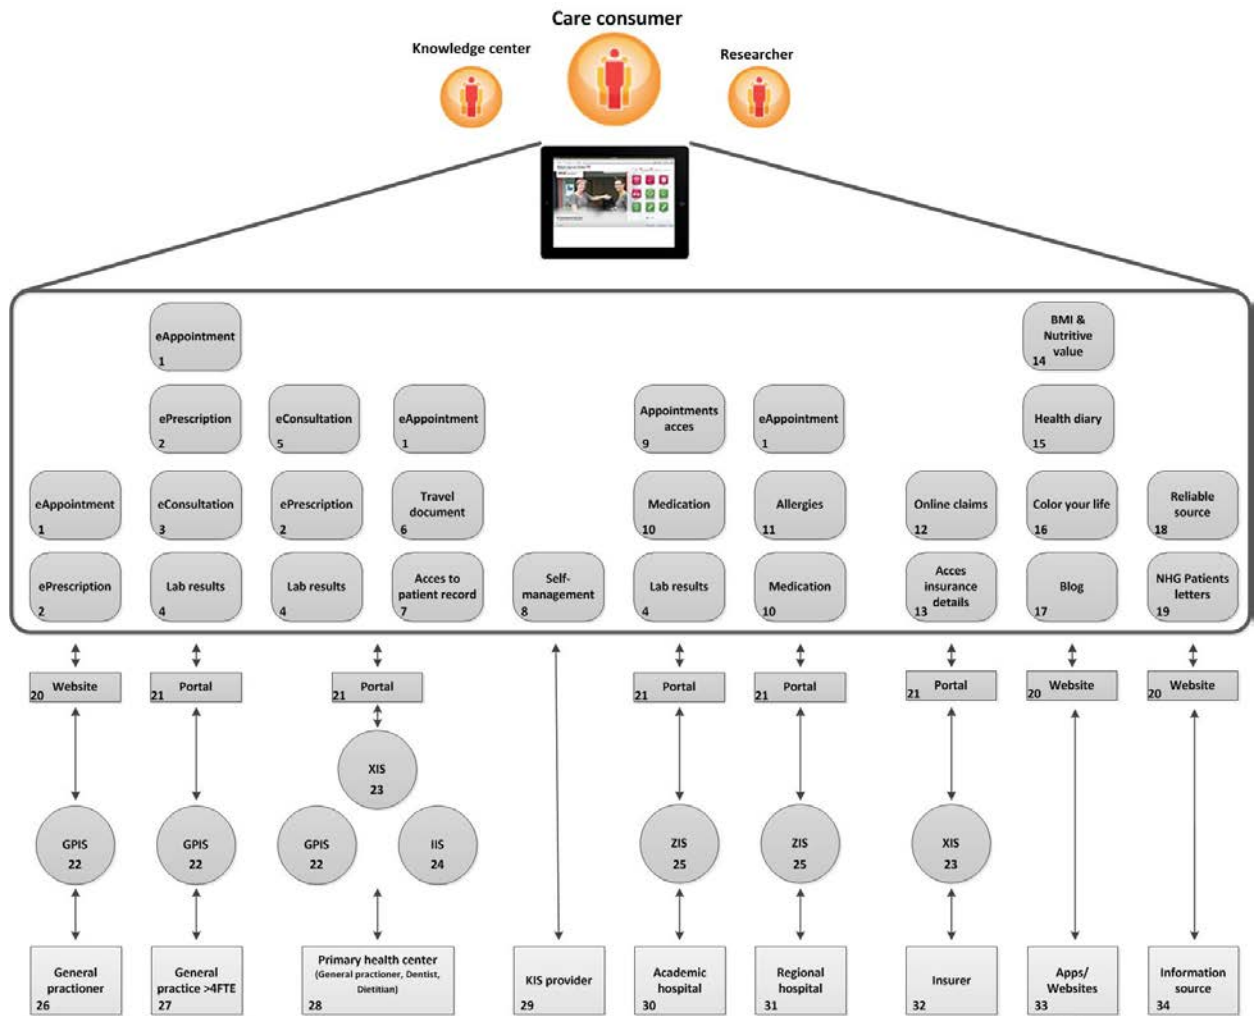 Care consumer
Knowledge center
Researcher
eAppointment
1
BMI &
Nutritive
value
14
ePrescription
2
eConsultation
5
eAppointment
1
Appointments
acces
9
eAppointment
1
Health diary
15
eAppointment
1
eConsultation
3
ePrescription
2
Travel
document
6
Medication
10
Allergies
11
Online claims
12
Color your life
16
Reliable
source
18
ePrescription
2
Lab results
4
Lab results
4
Acces to
patient record
7
Self-
management
8
Lab results
4
Medication
10
Acces
insurance
details
13
Blog
17
NHG Patients
letters
19
20 Website
21 Portal
21 Portal
21 Portal
21 Portal
21 Portal
20 Website
20 Website
XIS
23
GPIS
22
GPIS
22
GPIS
22
IIS
24
ZIS
25
ZIS
25
XIS
23
General
practioner
26
General
practice >4FTE
27
Primary health center
(General practioner, Dentist,
Dietitian)
28
KIS provider
29
Academic
hospital
30
Regional
hospital
31
Insurer
32
Apps/
Websites
33
Information
source
34